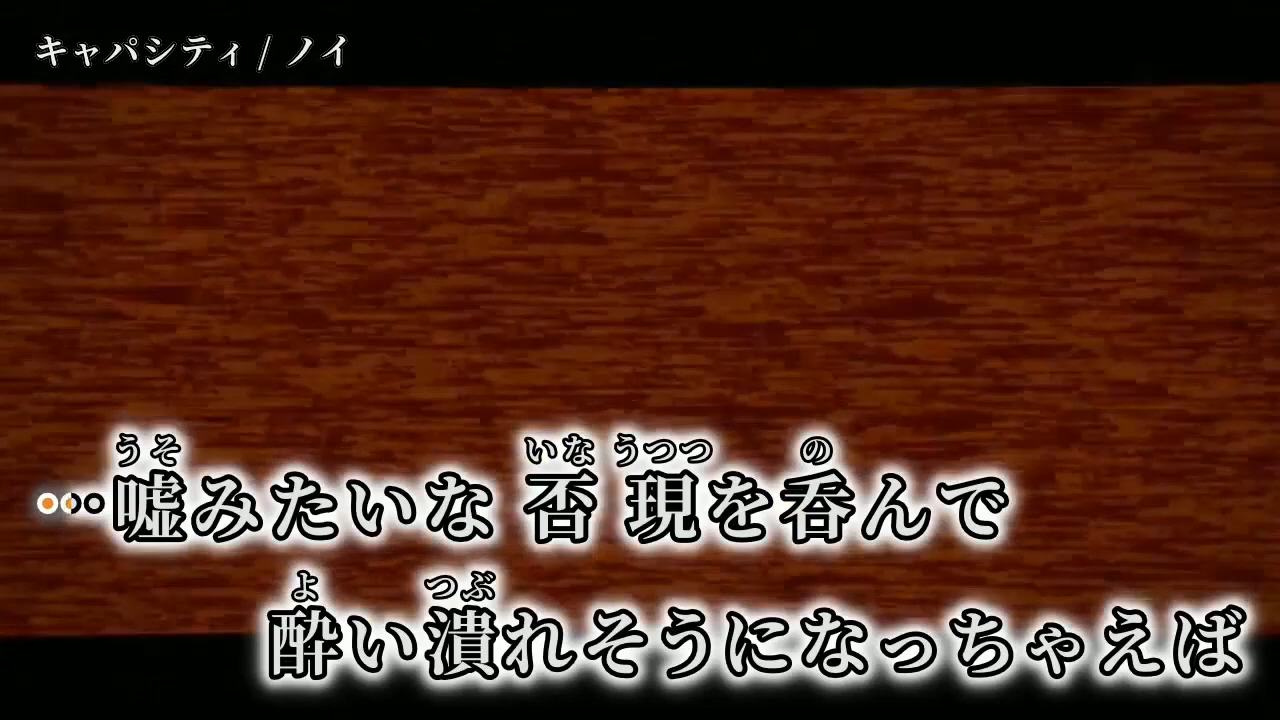 キャパシティ / ノイ
うそ いな うつつ の
…嘘みたいな 否 現を呑んで
よ つぶ
酔い潰れそうになっちゃえば